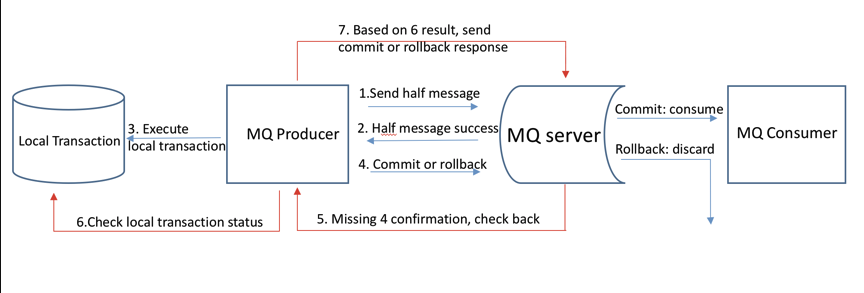 7. Based on 6 result, send
commit or rollback response
1.Send half message
Commit: consume
3. Execute
local transaction
2. Half message success
Local Transaction
MQ Producer
MQ server
MQ Consumer
Rollback: discard
4. Commit or rollback
6.Check local transaction status
5. Missing 4 confirmation, check back